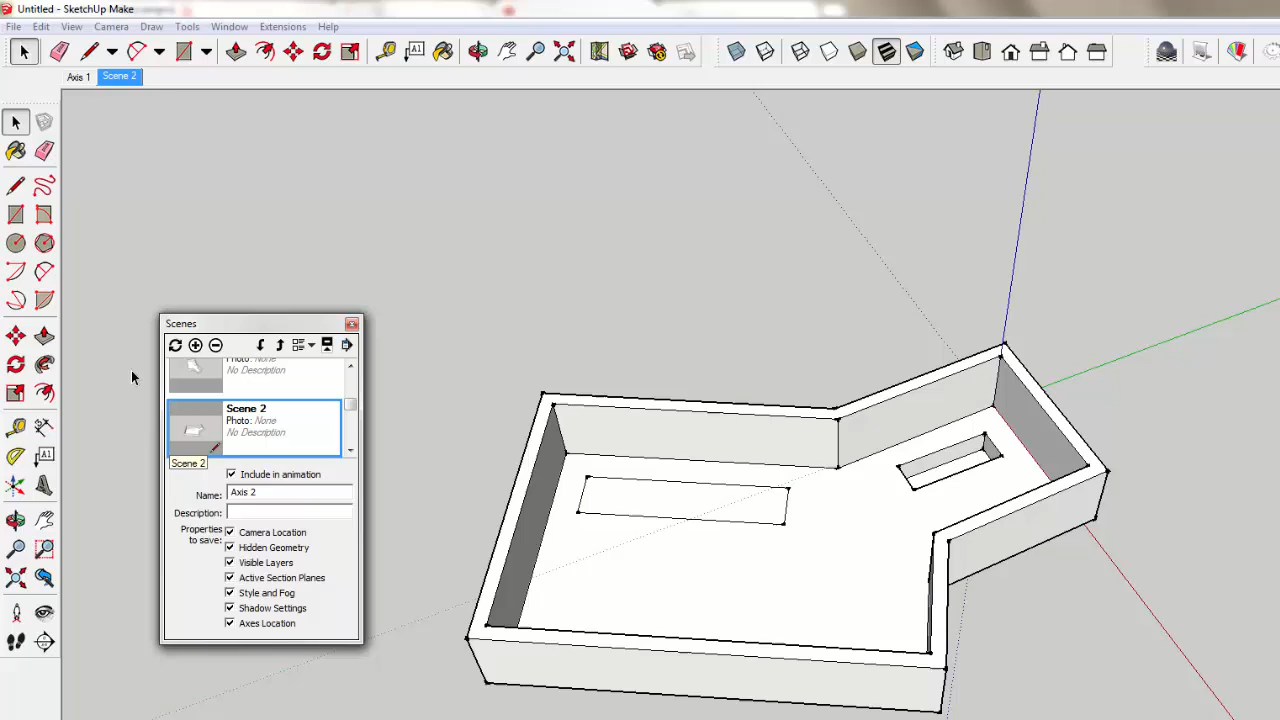 Untitled - SketchUp Make
File Edit View Camera Draw Tools Window Extensions Help
A1
Axis 1 Scene 2
A1
Scenes
Photo: None
No Description
Scene 2
Photo: None
No Description
Scene 2
Include in animation
Name: Axis 2
Description:
Properties to save:
Camera Location
Hidden Geometry
Visible Layers
Active Section Planes
Style and Fog
Shadow Settings
Axes Location